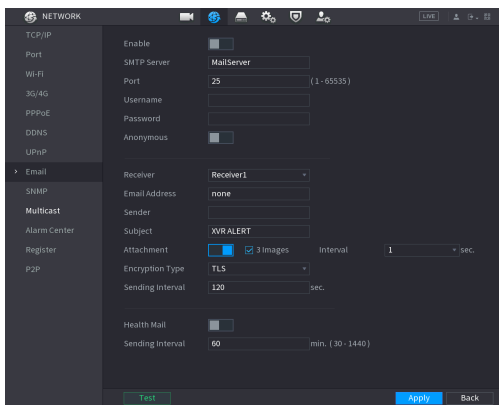 NETWORK LIVE
TCP/IP
Port
Wi-Fi
3G/4G
PPPoE
DDNS
UPnP
> Email
SNMP
Multicast
Alarm Center
Register
P2P
Enable
SMTP Server MailServer
Port 25 (1-65535)
Username
Password
Anonymous
Receiver Receiver1
Email Address none
Sender
Subject XVR ALERT
Attachment 3 Images Interval 1 sec.
Encryption Type TLS
Sending Interval 120 sec.
Health Mail
Sending Interval 60 min. (30-1440)
Test Apply Back